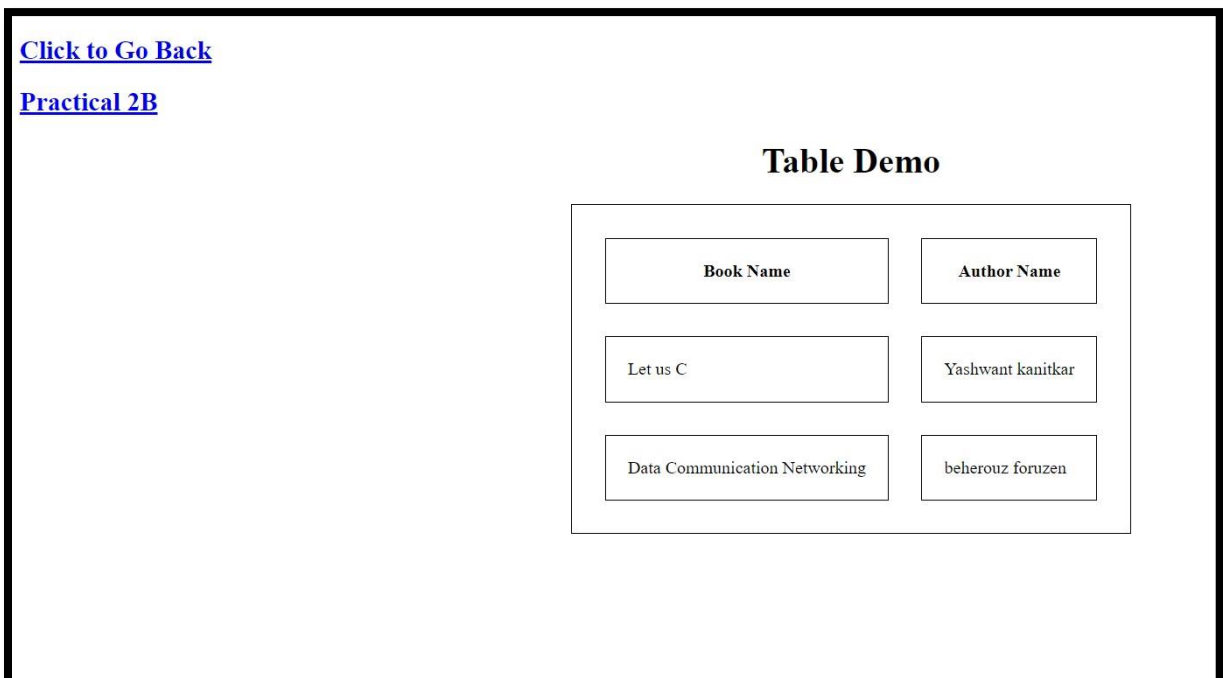 Click to Go Back
Practical 2B
Table Demo
Book Name Author Name
Let us C Yashwant kanitkar
Data Communication Networking beherouz foruzen